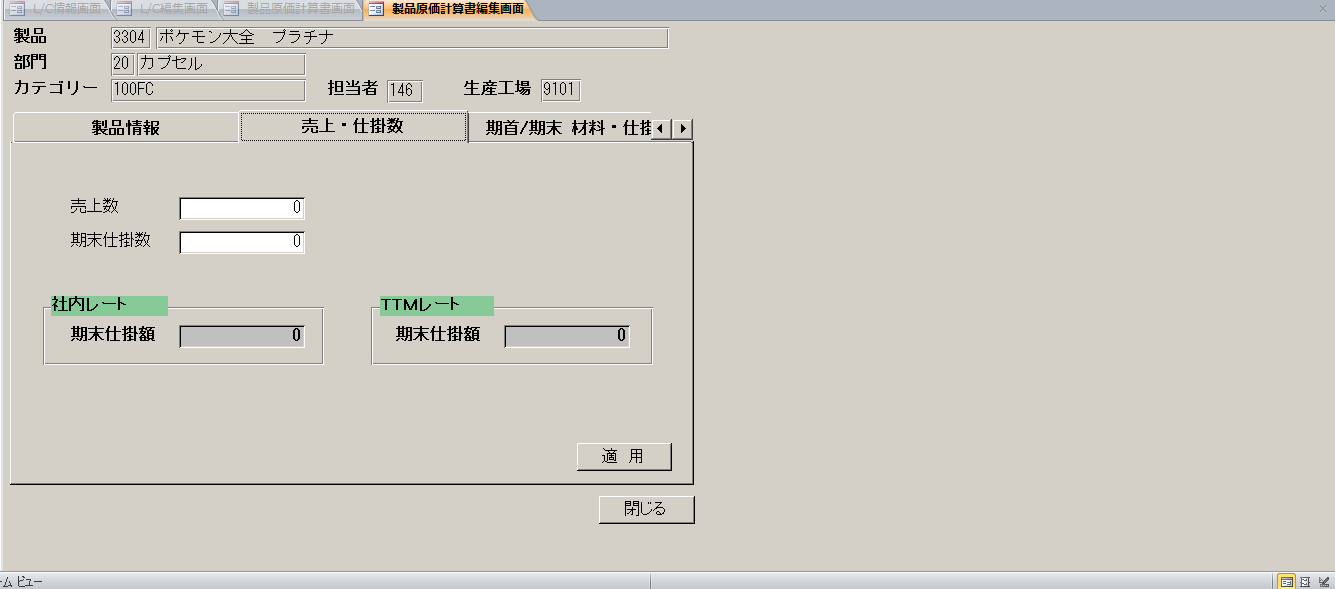 L/C情報画面 L/C編集画面 製品原価計算書画面 製品原価計算書編集画面
製品 3304 ポケモン大全 プラチナ
部門 20 カプセル
カテゴリー 100FC 担当者 146 生産工場 9101
製品情報 売上・仕掛数 期首/期末 材料・仕掛
売上数 0
期末仕掛数 0
社内レート TTMレート
期末仕掛額 0 期末仕掛額 0
適 用
閉じる
ーム ビュー